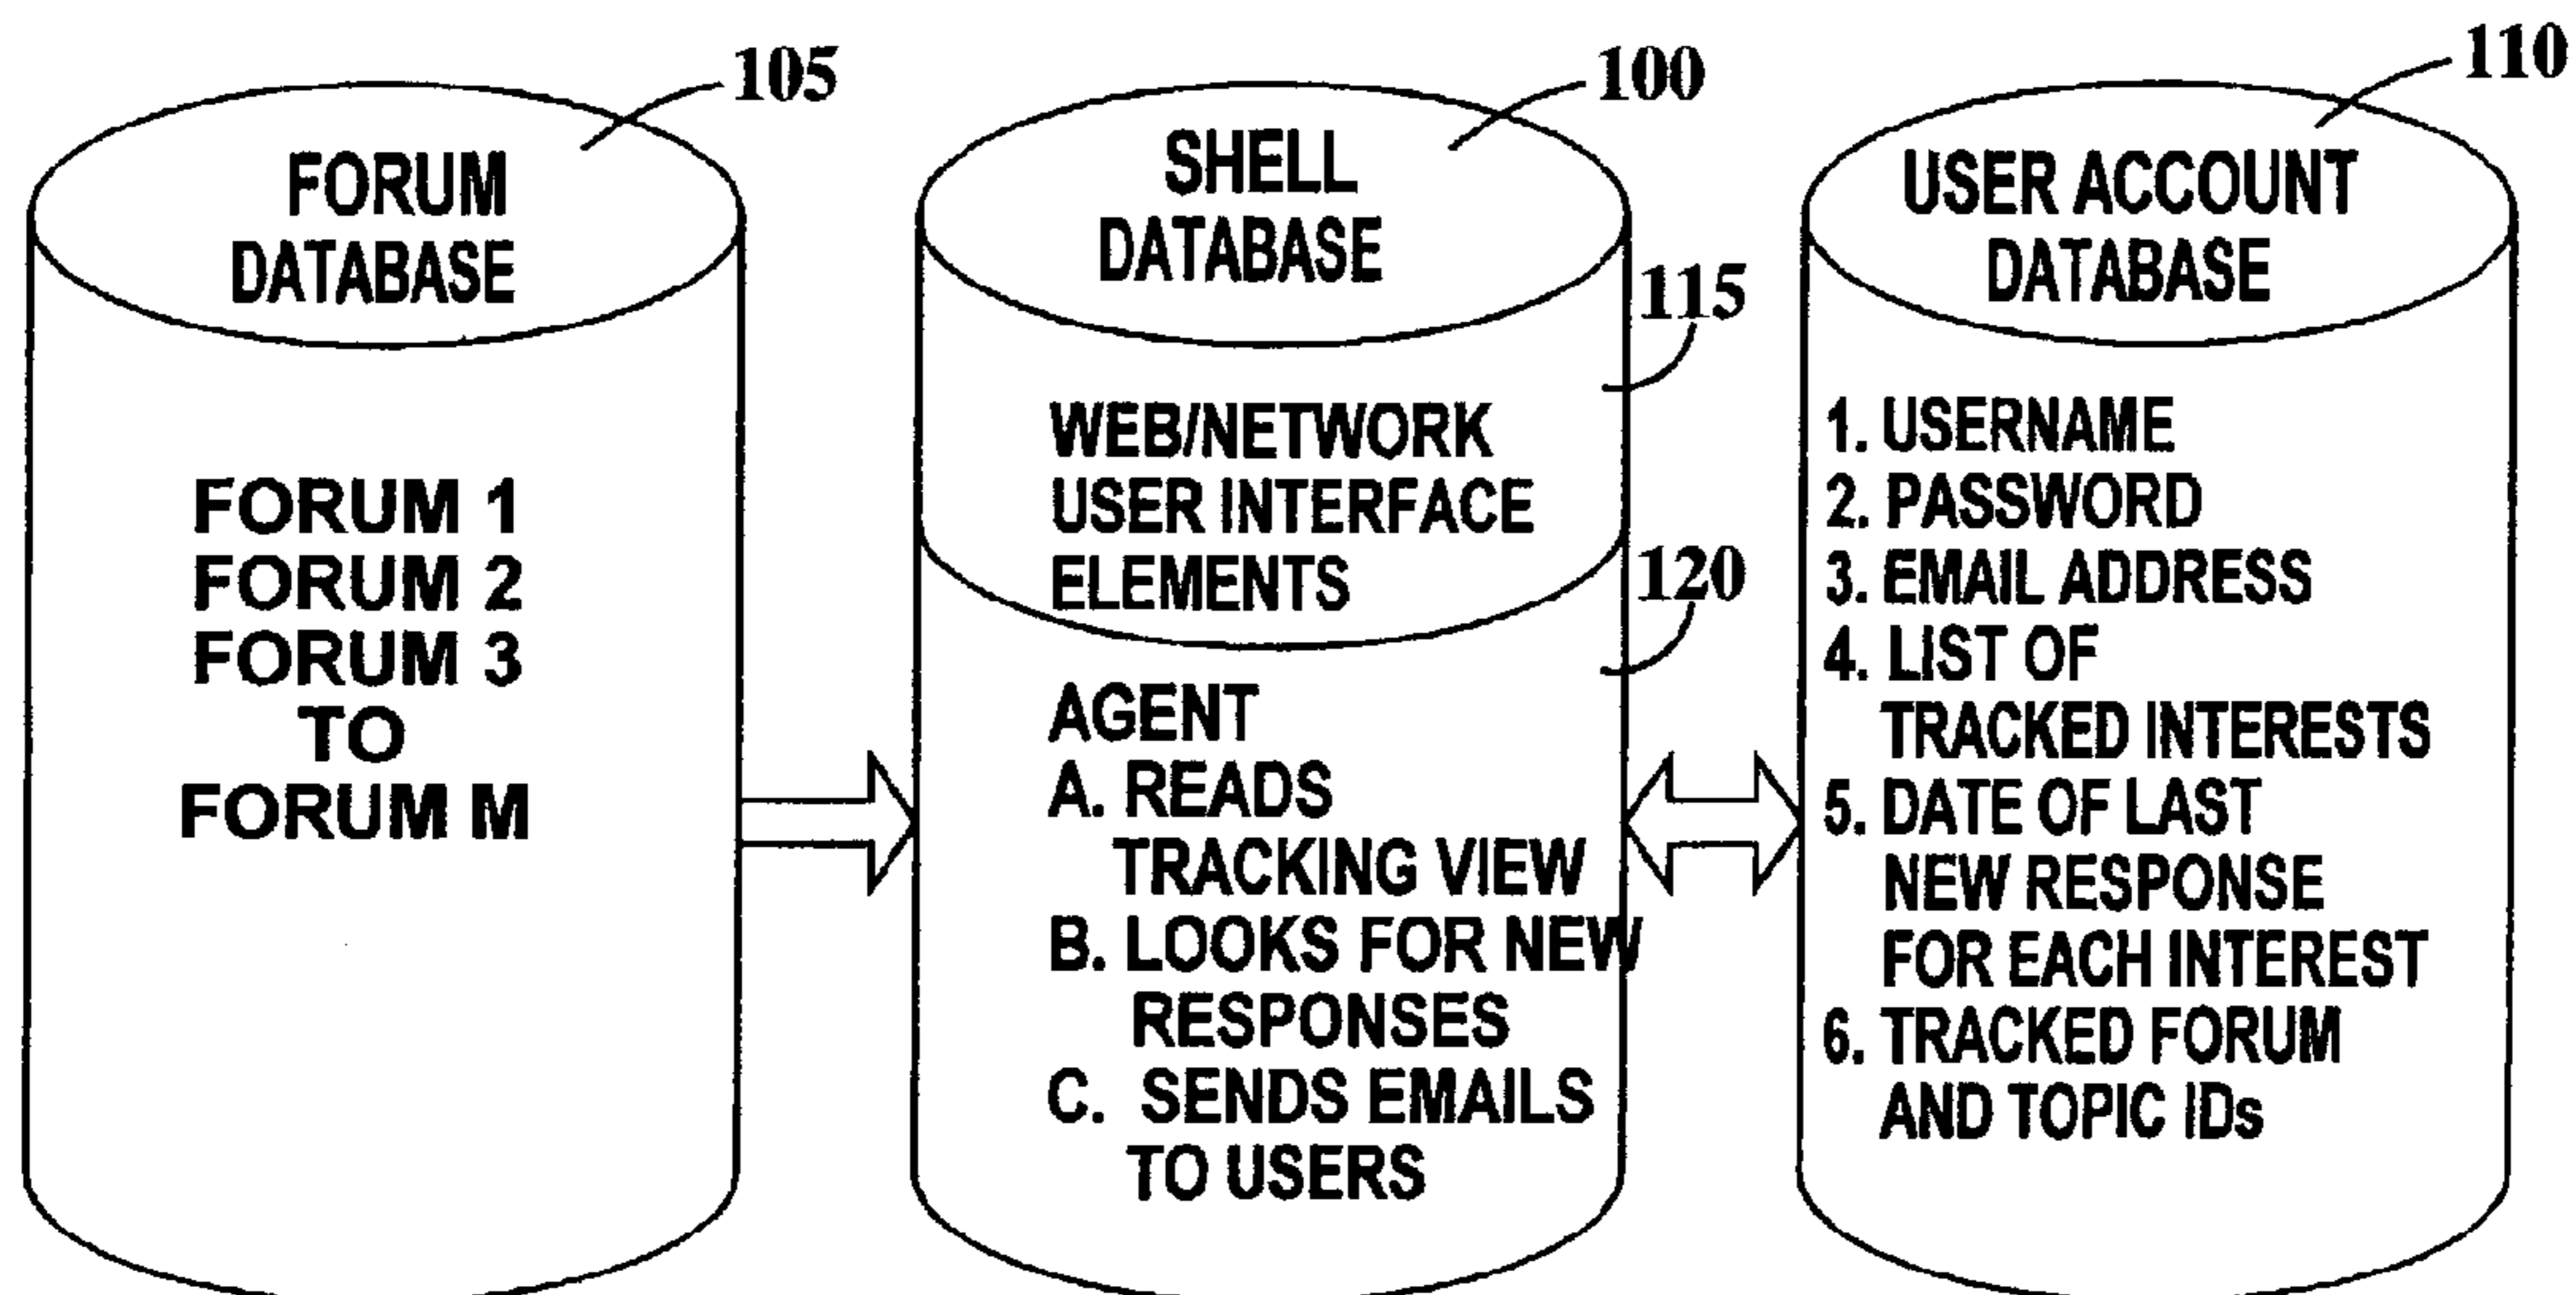 105
FORUM
DATABASE
FORUM 1
FORUM 2
FORUM 3
TO
FORUM M
100
SHELL
DATABASE
115
WEB/NETWORK
USER INTERFACE
ELEMENTS
120
AGENT
A. READS
TRACKING VIEW
B. LOOKS FOR NEW
RESPONSES
C. SENDS EMAILS
TO USERS
110
USER ACCOUNT
DATABASE
1. USERNAME
2. PASSWORD
3. EMAIL ADDRESS
4. LIST OF
TRACKED INTERESTS
5. DATE OF LAST
NEW RESPONSE
FOR EACH INTEREST
6. TRACKED FORUM
AND TOPIC IDs